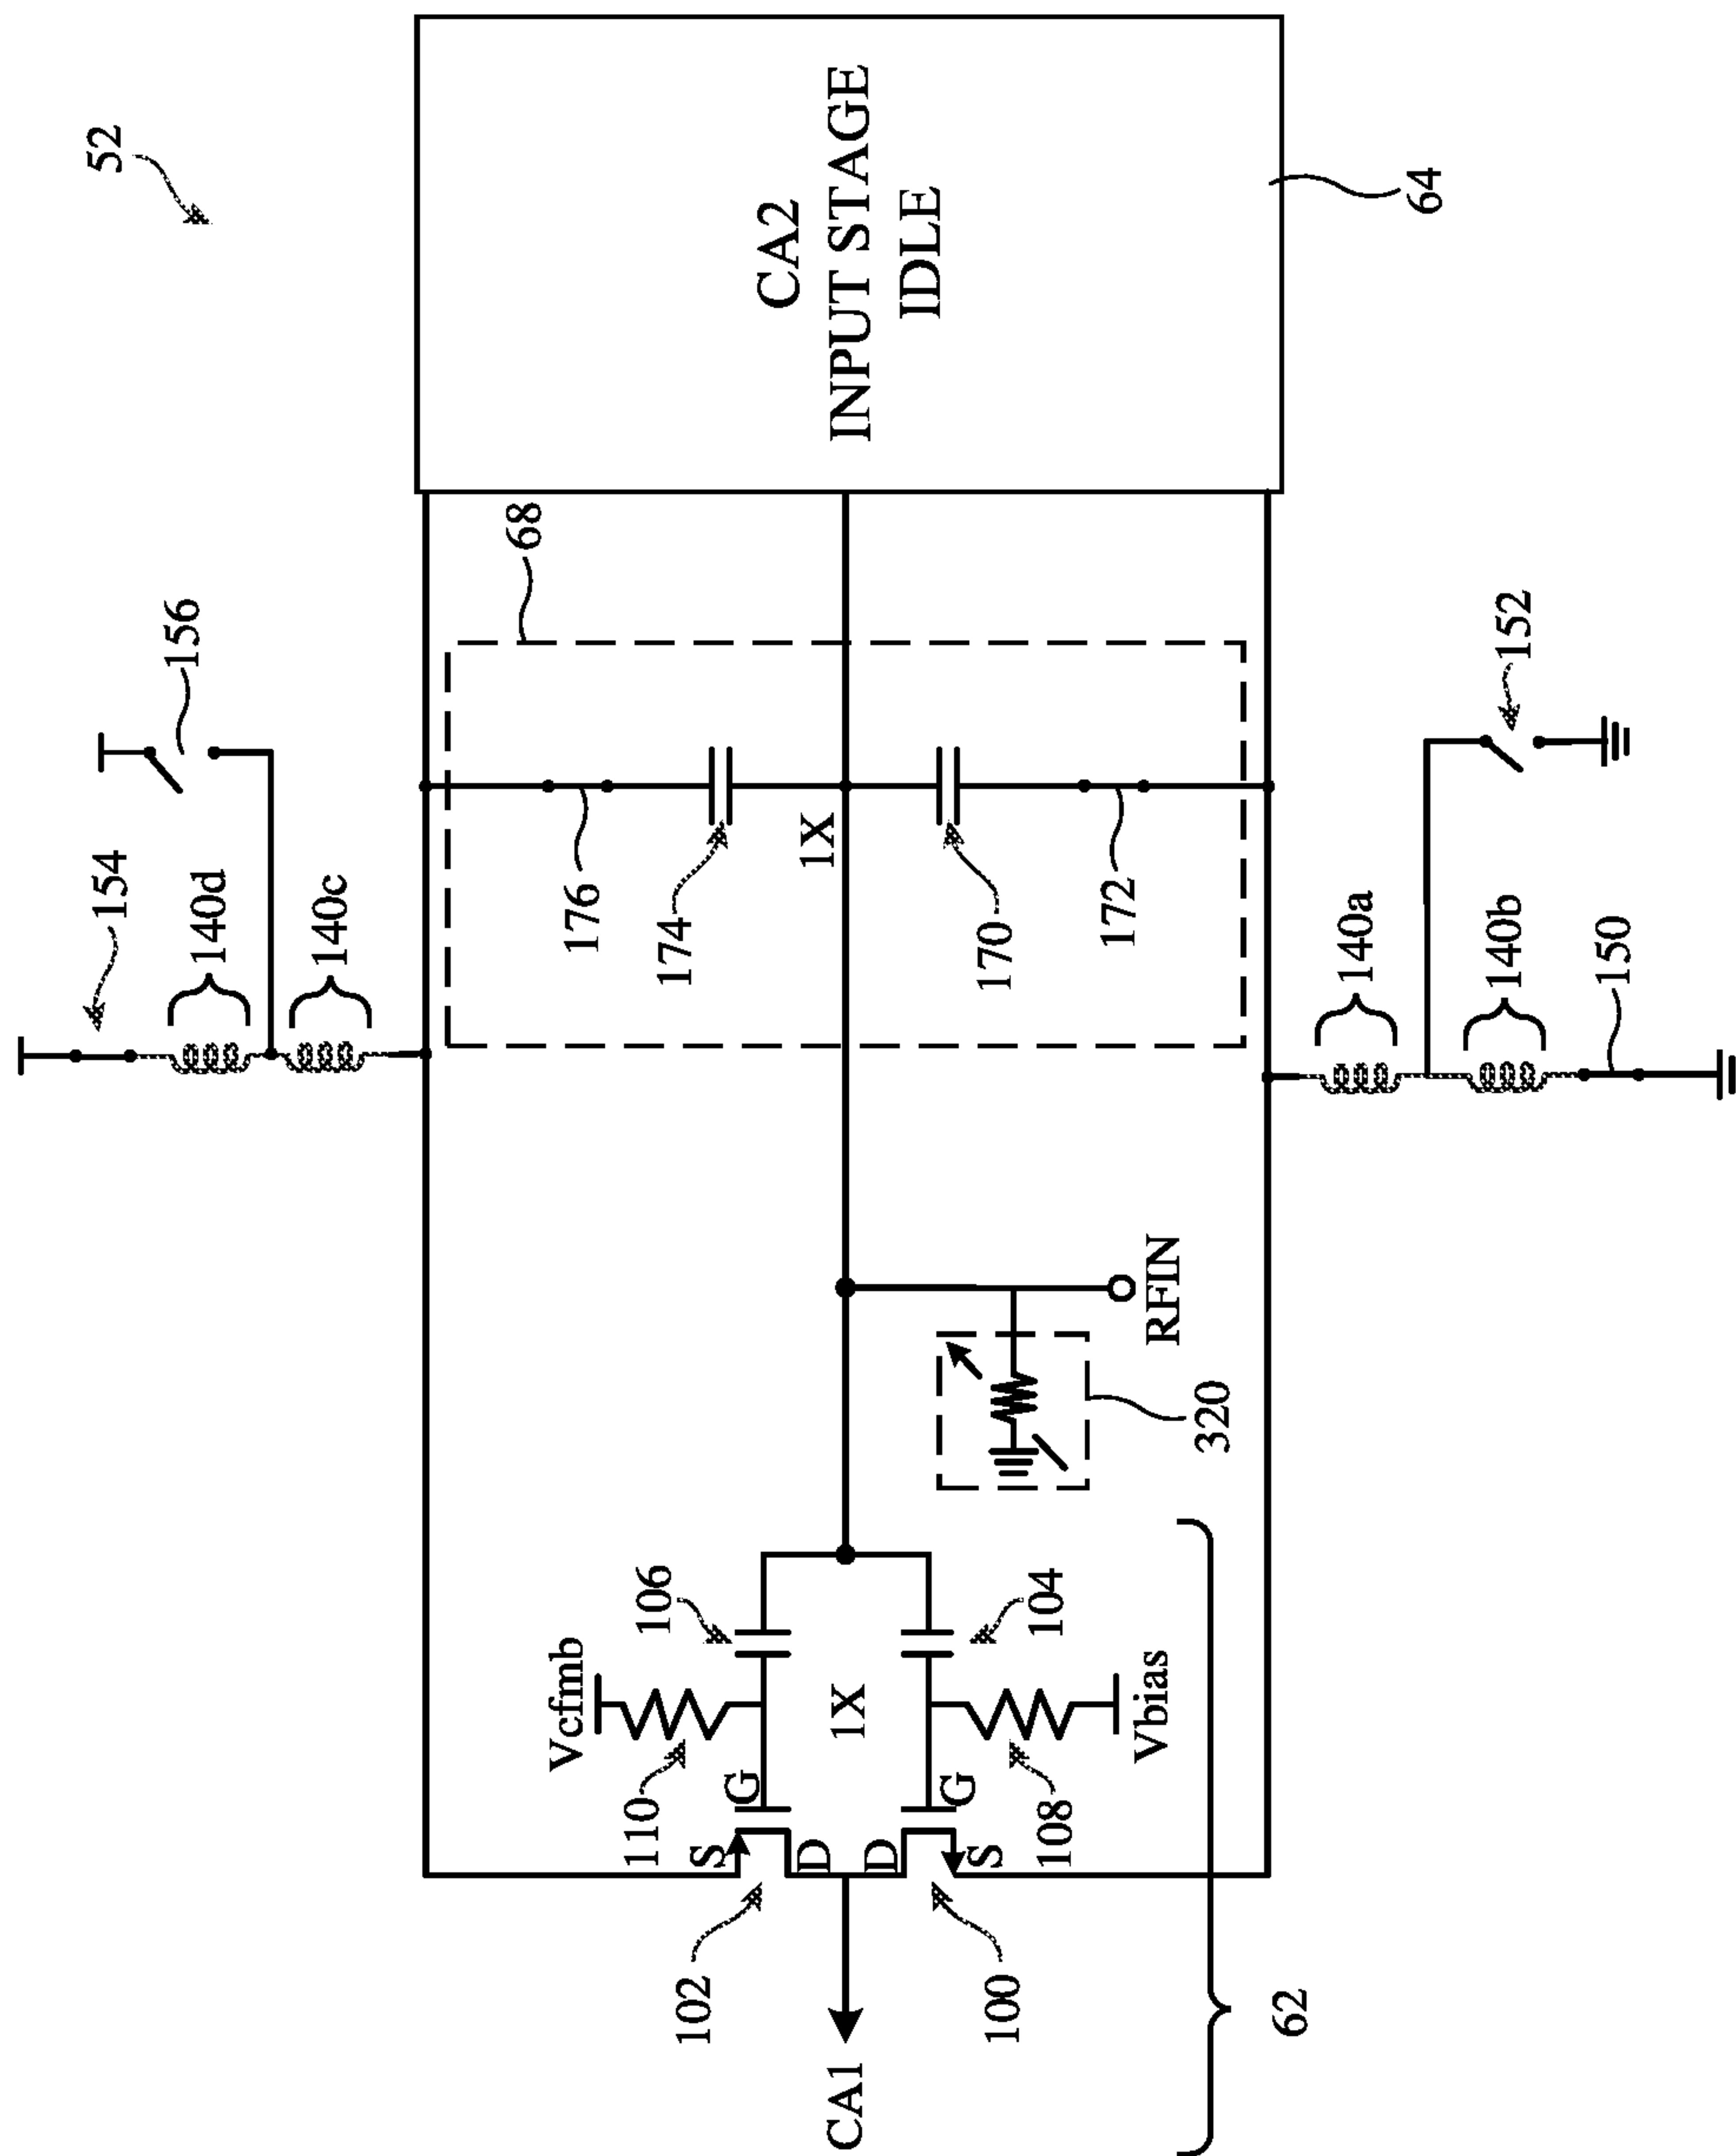 52
CA2
INPUT STAGE
IDLE
64
68
156
152
154
140d
140c
176
174
1X
170
172
140a
140b
150
RFIN
320
106
104
Vcfmb
1X
Vbias
110
G
G
108
S
D
D
S
102
100
CA1
62